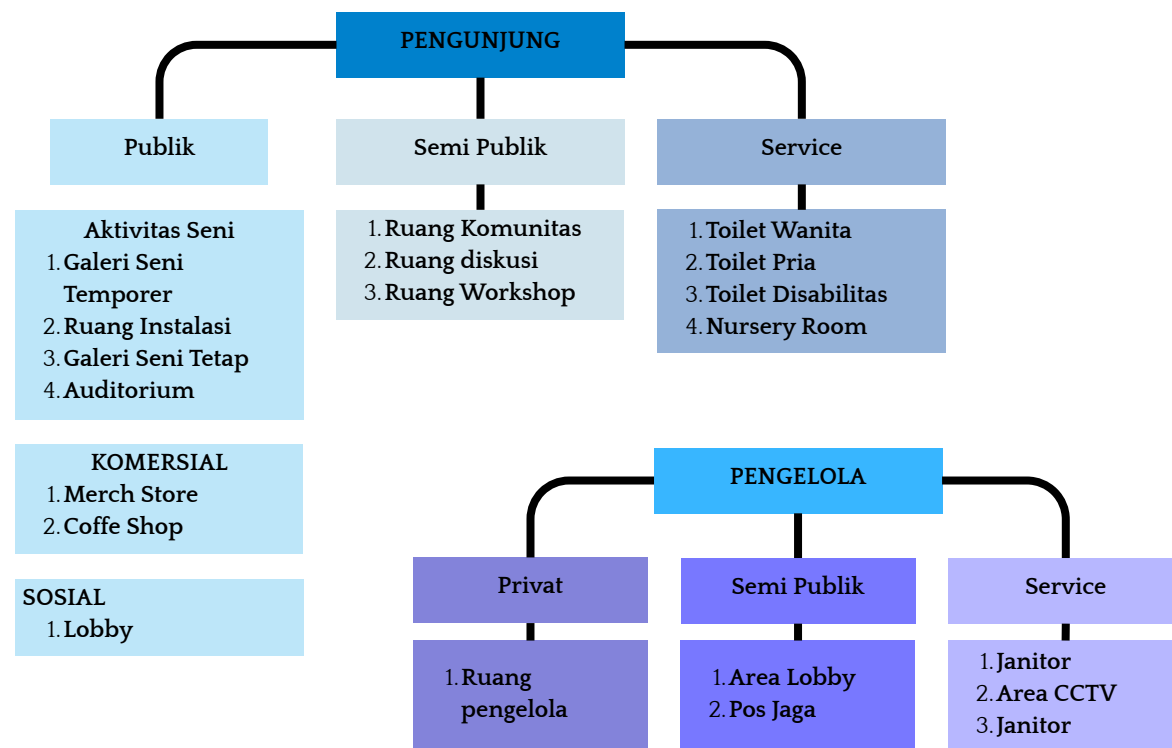 PENGUNJUNG
Publik
Semi Publik
Service
Aktivitas Seni
1. Galeri Seni
Temporer
2. Ruang Instalasi
3. Galeri Seni Tetap
4. Auditorium
1. Ruang Komunitas
2. Ruang diskusi
3. Ruang Workshop
1. Toilet Wanita
2. Toilet Pria
3. Toilet Disabilitas
4. Nursery Room
KOMERSIAL
1. Merch Store
2. Coffe Shop
SOSIAL
1. Lobby
PENGELOLA
Privat
Semi Publik
Service
1. Ruang
pengelola
1. Area Lobby
2. Pos Jaga
1. Janitor
2. Area CCTV
3. Janitor